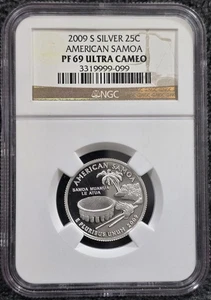 2009 S SILVER 25C
AMERICAN SAMOA
PF 69 ULTRA CAMEO
3319999-099
NGC
AMERICAN SAMOA
SAMOA MUAMUA
LE ATUA
E PLURIBUS UNUM 2009